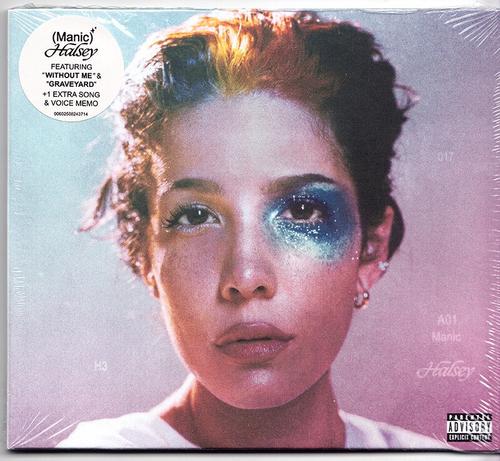 (Manic)
Halsey
FEATURING
"WITHOUT ME" &
"GRAVEYARD"
+1 EXTRA SONG
& VOICE MEMO
00602508243714
017
A01
Manic
Halsey
H3
PARENTAL
ADVISORY
EXPLICIT CONTENT